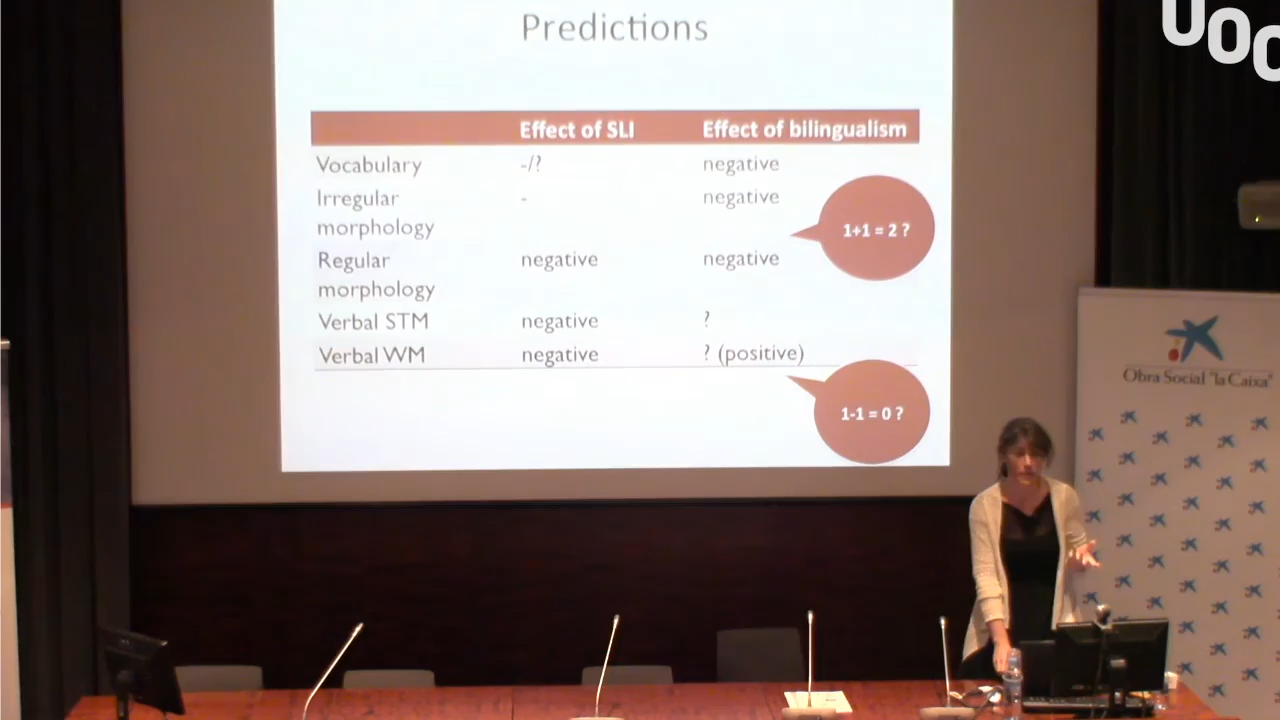 UOC
Predictions
Effect of SLI Effect of bilingualism
Vocabulary -/? negative
Irregular - negative
morphology
1+1 = 2 ?
Regular negative negative
morphology
Verbal STM negative ?
Verbal WM negative ? (positive)
1-1 = 0 ?
Obra Social "la Caixa"